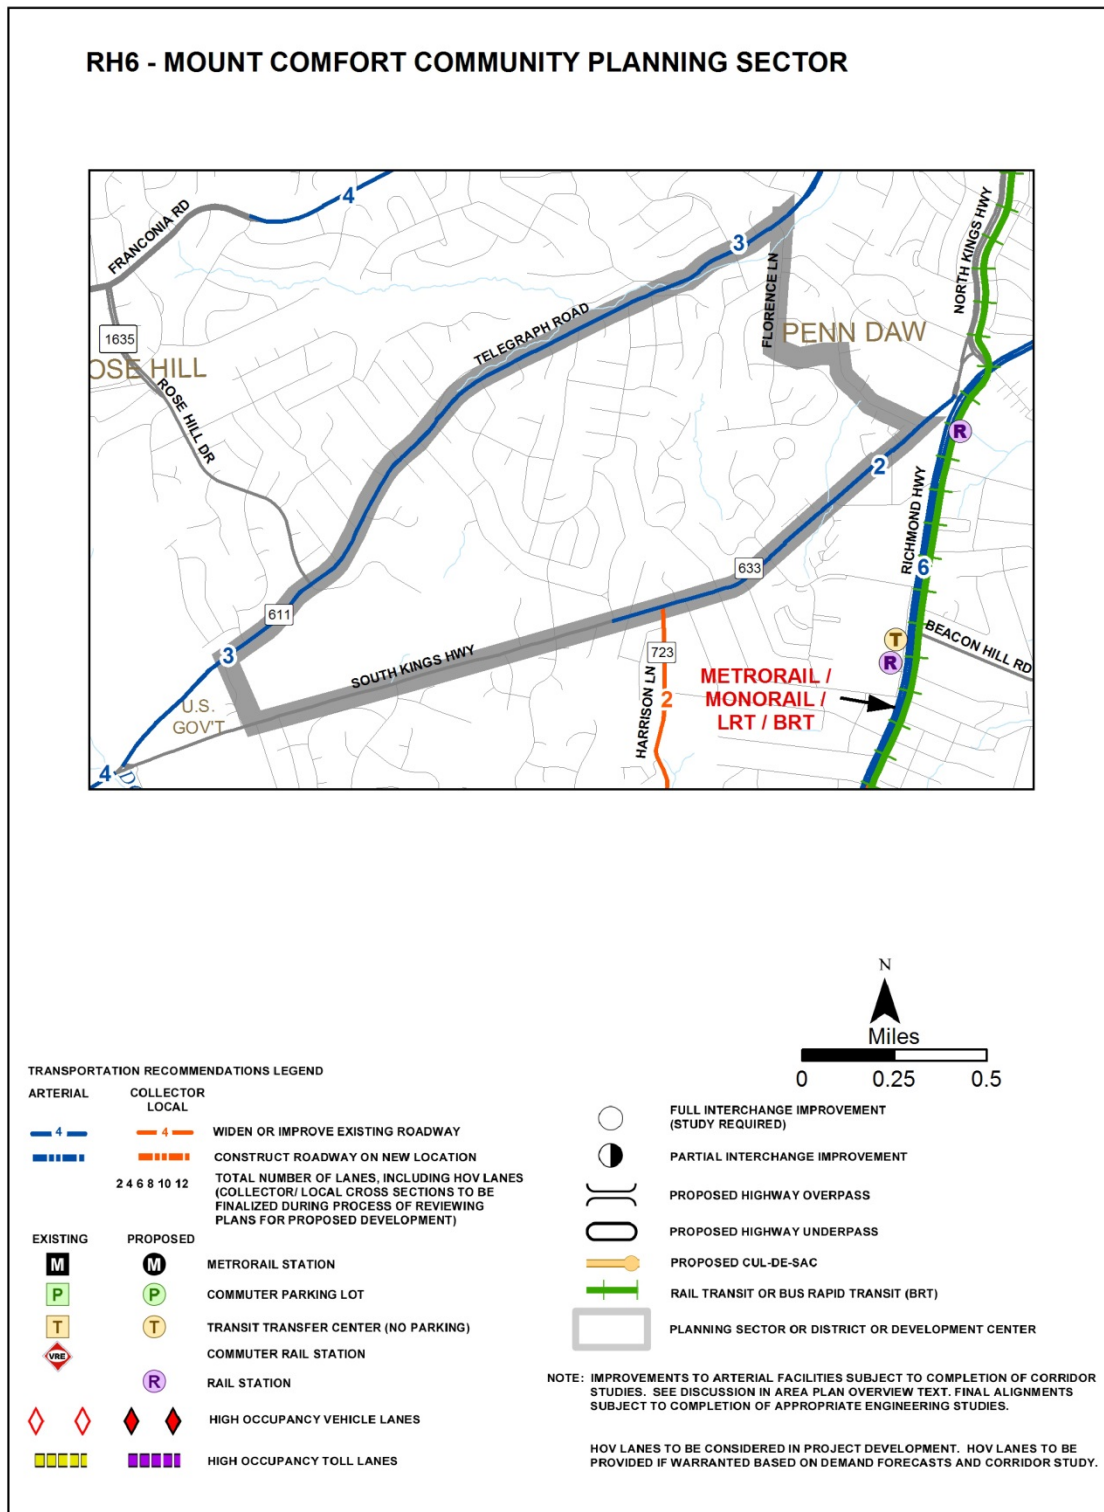 RH6 - MOUNT COMFORT COMMUNITY PLANNING SECTOR
4
FRANCONIA RD
3
NORTH KINGS HWY
FLORENCE LN
TELEGRAPH ROAD
PENN DAW
1635
OSE HILL
ROSE HILL DR
R
2
RICHMOND HWY
6
633
611
BEACON HILL RD
T
R
3
SOUTH KINGS HWY
723
HARRISON LN
2
METRORAIL /
MONORAIL /
LRT / BRT
U.S.
GOV'T
4
N
Miles
0 0.25 0.5
TRANSPORTATION RECOMMENDATIONS LEGEND
ARTERIAL COLLECTOR
LOCAL
4 4 WIDEN OR IMPROVE EXISTING ROADWAY
CONSTRUCT ROADWAY ON NEW LOCATION
2 4 6 8 10 12 TOTAL NUMBER OF LANES, INCLUDING HOV LANES
(COLLECTOR/ LOCAL CROSS SECTIONS TO BE
FINALIZED DURING PROCESS OF REVIEWING
PLANS FOR PROPOSED DEVELOPMENT)
EXISTING PROPOSED
M M METRORAIL STATION
P P COMMUTER PARKING LOT
T T TRANSIT TRANSFER CENTER (NO PARKING)
VRE COMMUTER RAIL STATION
R RAIL STATION
HIGH OCCUPANCY VEHICLE LANES
HIGH OCCUPANCY TOLL LANES
FULL INTERCHANGE IMPROVEMENT
(STUDY REQUIRED)
PARTIAL INTERCHANGE IMPROVEMENT
PROPOSED HIGHWAY OVERPASS
PROPOSED HIGHWAY UNDERPASS
PROPOSED CUL-DE-SAC
RAIL TRANSIT OR BUS RAPID TRANSIT (BRT)
PLANNING SECTOR OR DISTRICT OR DEVELOPMENT CENTER
NOTE: IMPROVEMENTS TO ARTERIAL FACILITIES SUBJECT TO COMPLETION OF CORRIDOR
STUDIES. SEE DISCUSSION IN AREA PLAN OVERVIEW TEXT. FINAL ALIGNMENTS
SUBJECT TO COMPLETION OF APPROPRIATE ENGINEERING STUDIES.
HOV LANES TO BE CONSIDERED IN PROJECT DEVELOPMENT. HOV LANES TO BE
PROVIDED IF WARRANTED BASED ON DEMAND FORECASTS AND CORRIDOR STUDY.